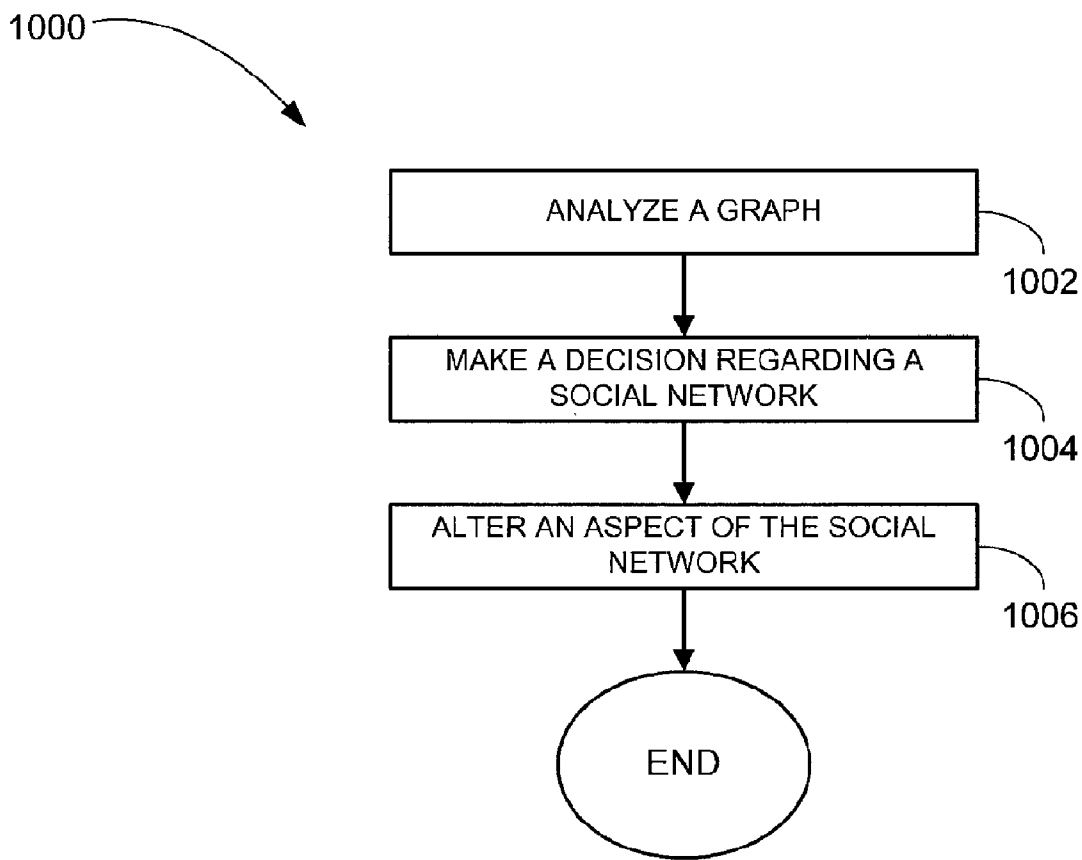 1000
ANALYZE A GRAPH
1002
MAKE A DECISION REGARDING A
SOCIAL NETWORK
1004
ALTER AN ASPECT OF THE SOCIAL
NETWORK
1006
END